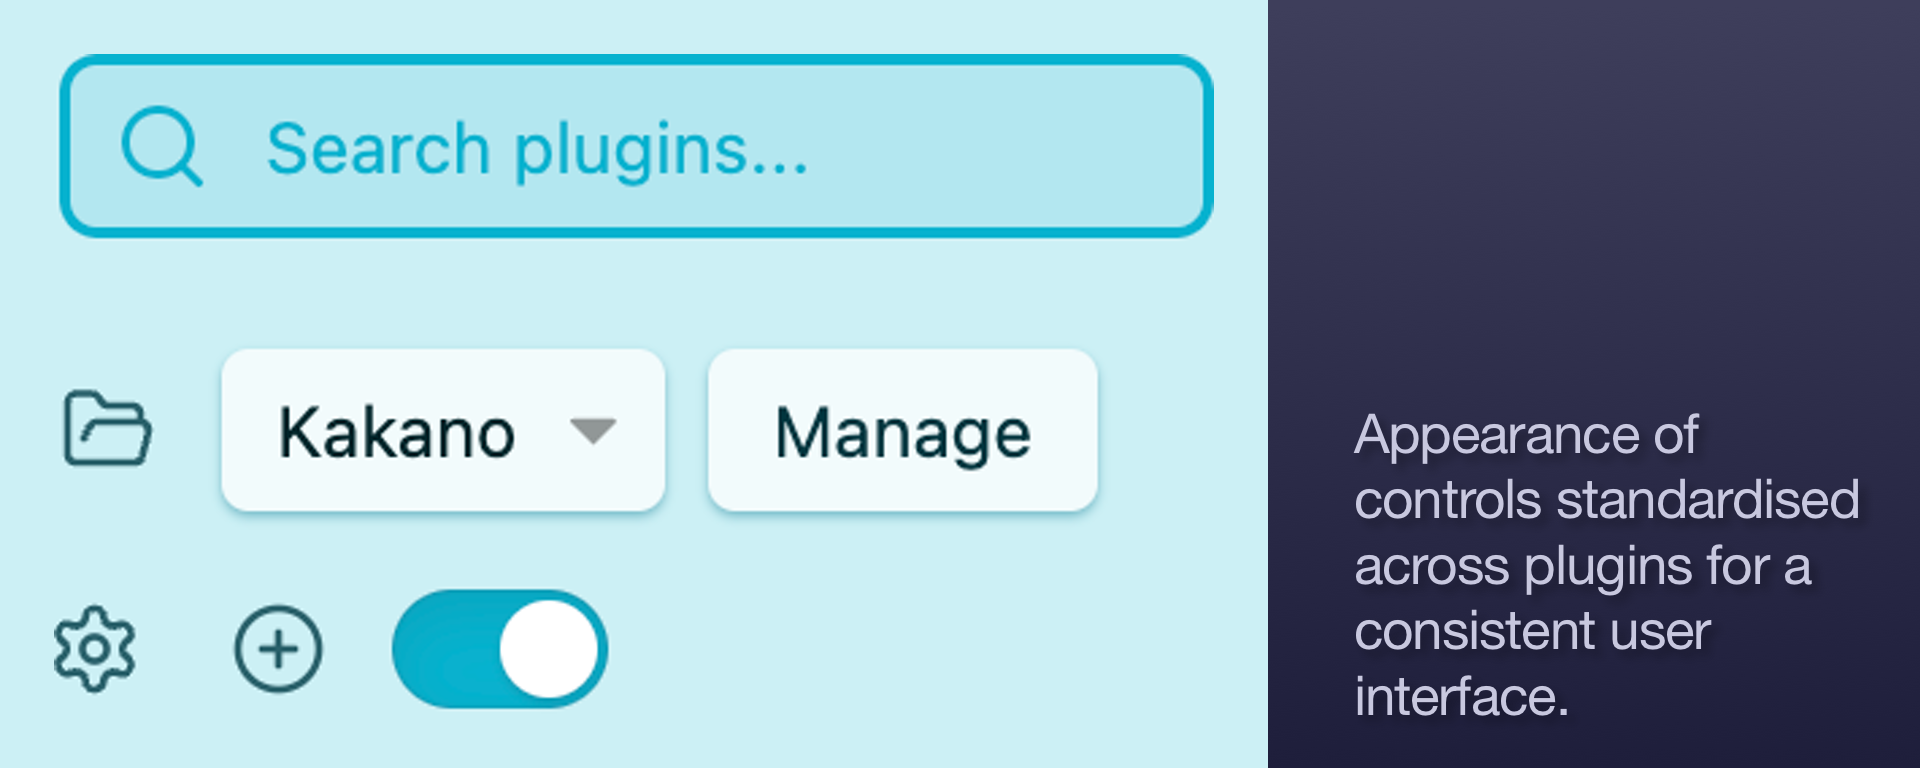 Search plugins...
Kakano
Manage
Appearance of
controls standardised
across plugins for a
consistent user
interface.